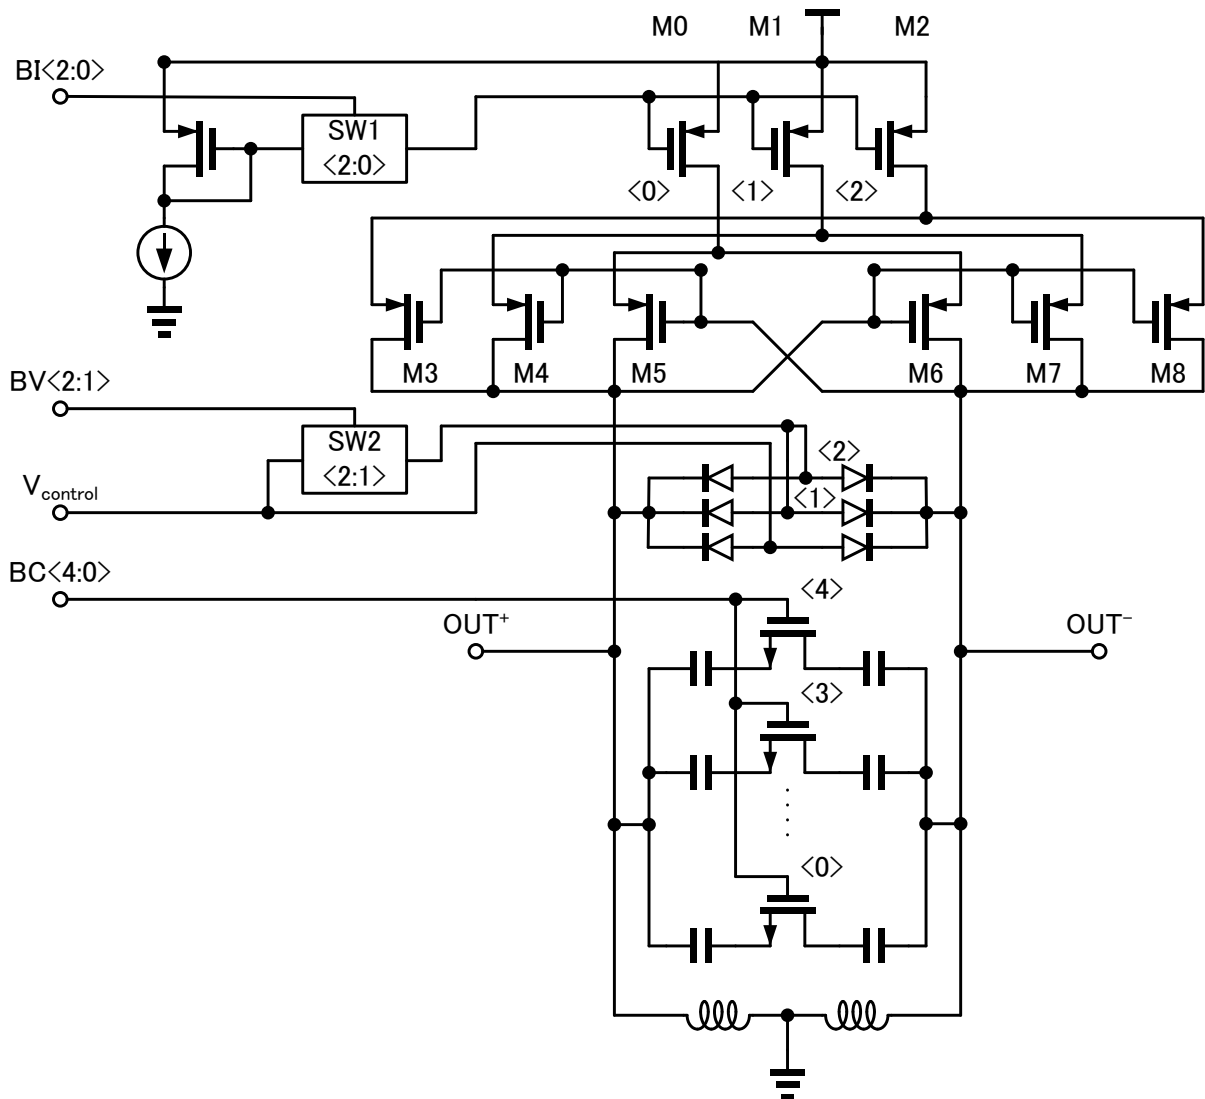 M0 M1 M2
BI<2:0>
SW1
<2:0>
<0> <1> <2>
M3 M4 M5 M6 M7 M8
BV<2:1>
SW2
<2:1>
<2>
Vcontrol
<1>
BC<4:0>
<4>
OUT+ OUT−
<3>
<0>